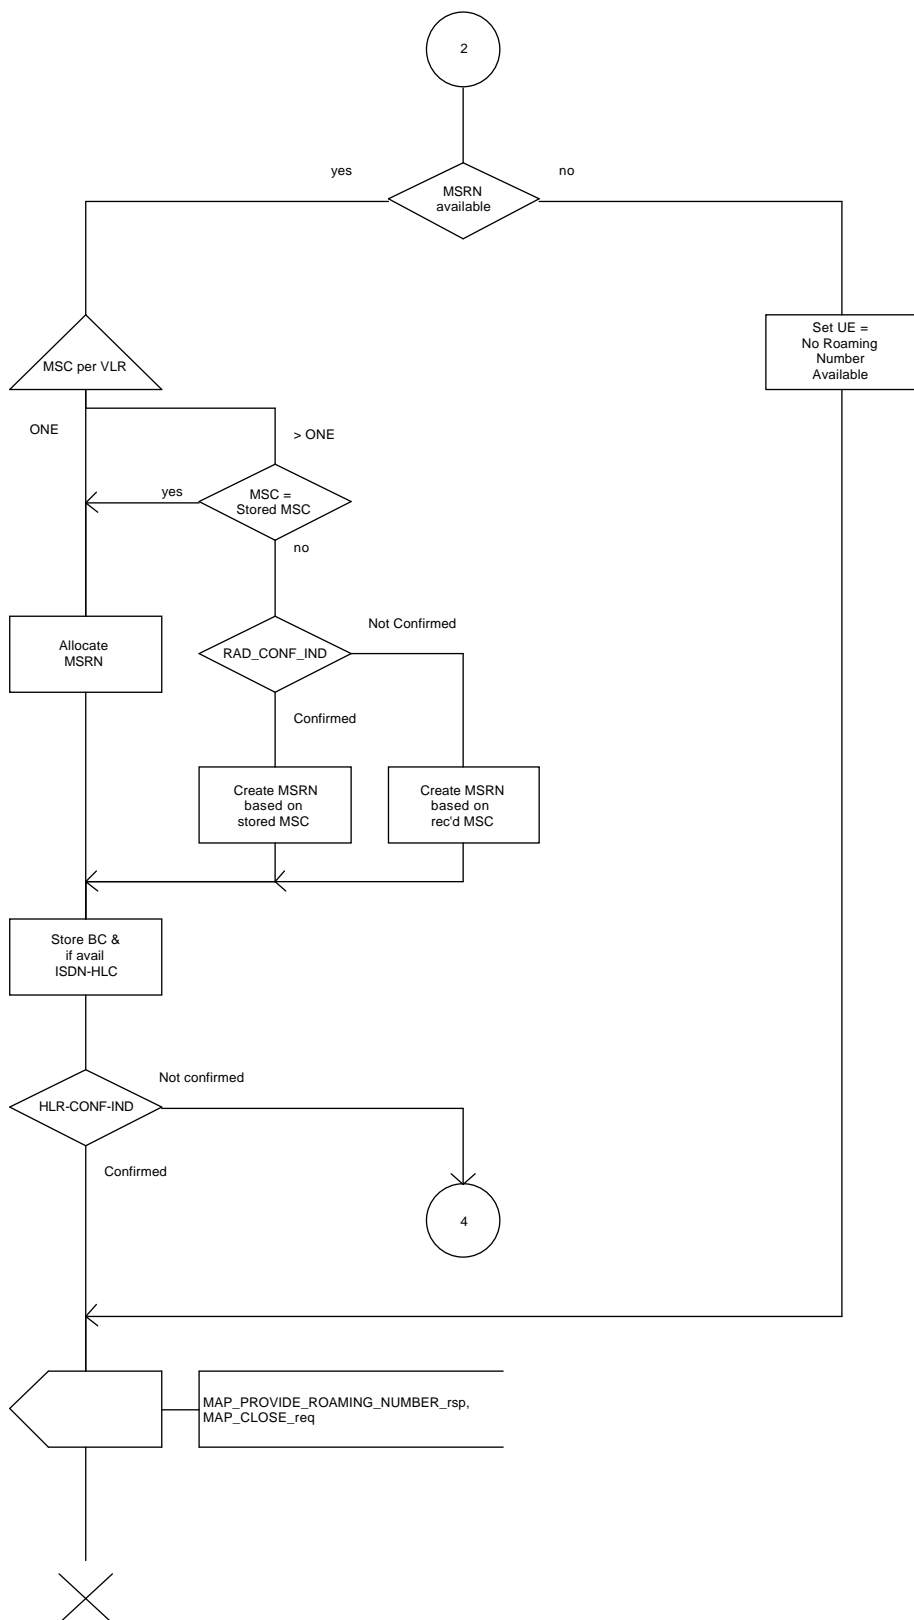 2
yes
no
MSRN
available
MSC per VLR
Set UE =
No Roaming
Number
Available
ONE
> ONE
yes
MSC =
Stored MSC
no
Allocate
MSRN
RAD_CONF_IND
Not Confirmed
Confirmed
Create MSRN
based on
stored MSC
Create MSRN
based on
rec'd MSC
Store BC &
if avail
ISDN-HLC
HLR-CONF-IND
Not confirmed
Confirmed
4
MAP_PROVIDE_ROAMING_NUMBER_rsp,
MAP_CLOSE_req